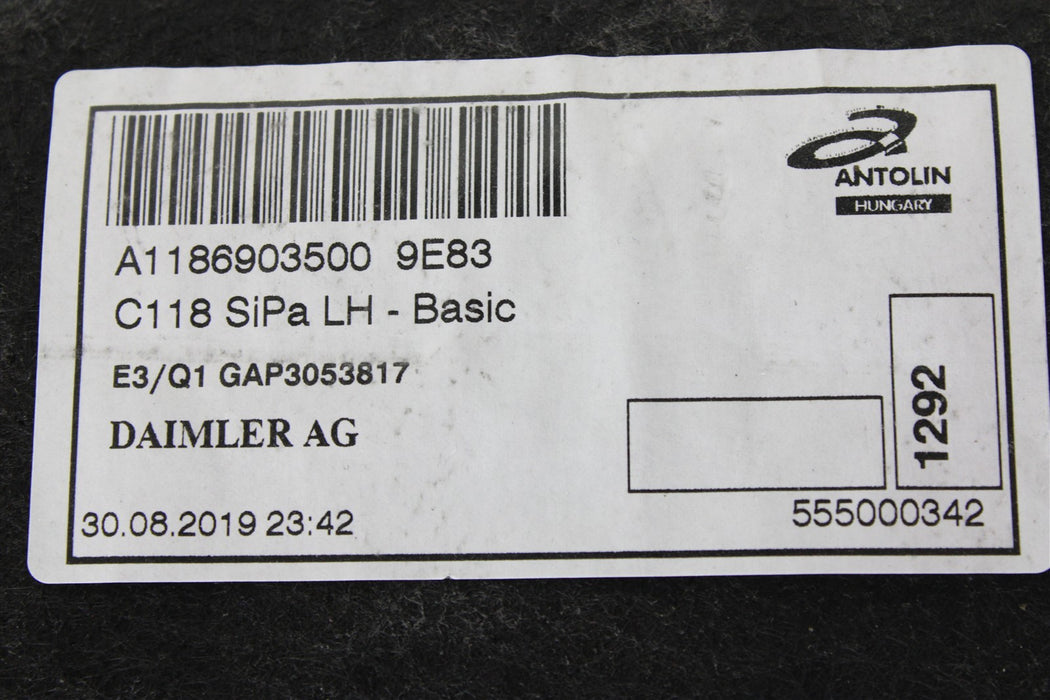 ANTOLIN
HUNGARY
A1186903500 9E83
C118 SiPa LH - Basic
E3/Q1 GAP3053817
DAIMLER AG
1292
30.08.2019 23:42
555000342